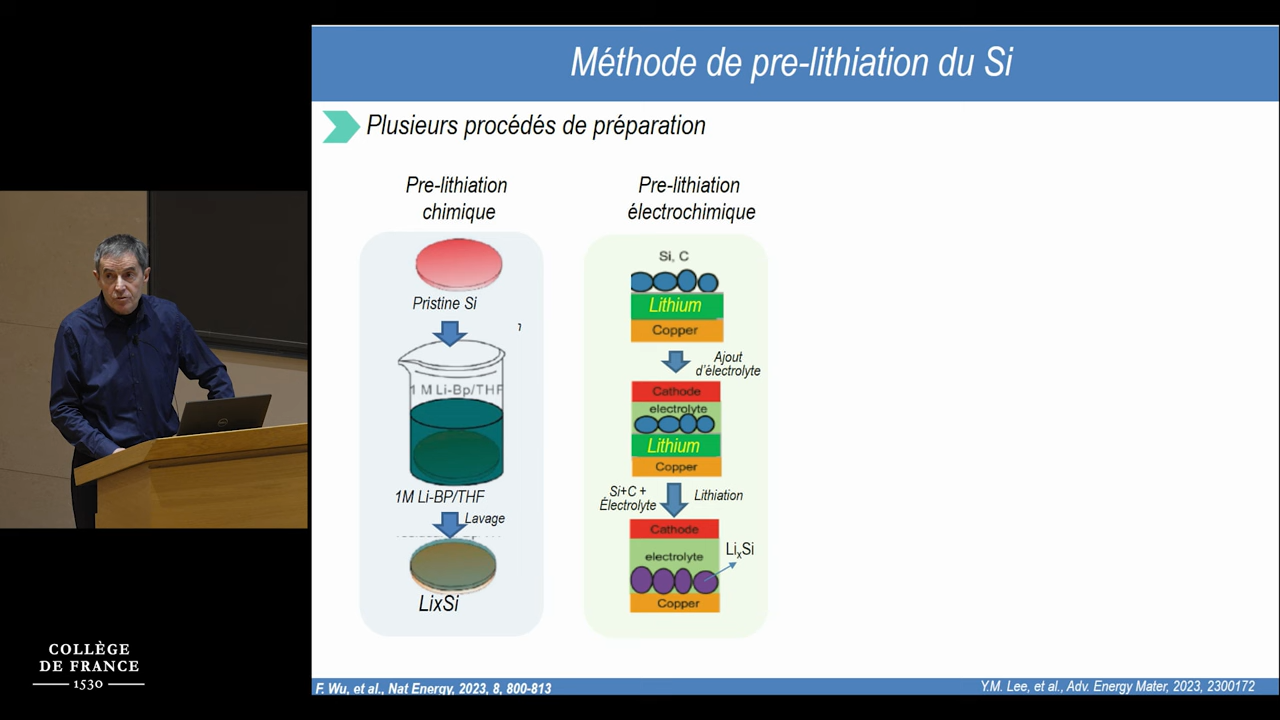 Méthode de pre-lithiation du Si
Plusieurs procédés de préparation
Pre-lithiation
chimique
Pristine Si
1 M Li-Bp/THF
1M Li-BP/THF
Lavage
LixSi
Pre-lithiation
électrochimique
Si, C
Lithium
Copper
Ajout
d'électrolyte
Cathode
electrolyte
Lithium
Copper
Si+C +
Électrolyte
Lithiation
Cathode
electrolyte
LixSi
Copper
COLLÈGE
DE FRANCE
1530
F. Wu, et al., Nat Energy, 2023, 8, 800-813
Y.M. Lee, et al., Adv. Energy Mater, 2023, 2300172